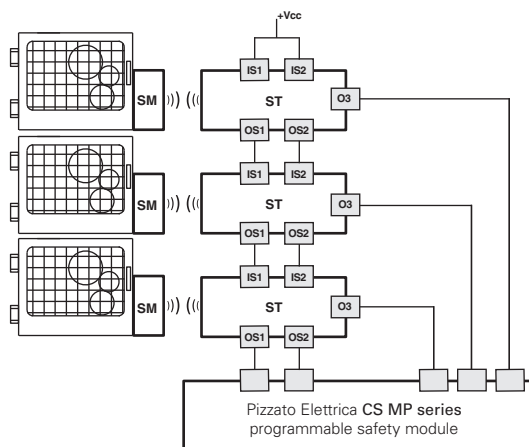 +Vcc
IS1 IS2
SM ST O3
OS1 OS2
IS1 IS2
SM ST O3
OS1 OS2
IS1 IS2
SM ST O3
OS1 OS2
Pizzato Elettrica CS MP series
programmable safety module